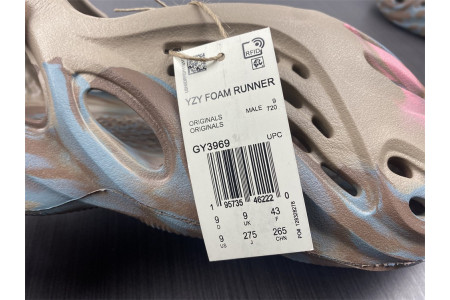 RFID
YZY FOAM RUNNER
ORIGINALS MALE 9
ORIGINALS 720
GY3969 UPC
1 95735 46222 0
9 9 43
D UK F
9 275 265
US J CHN